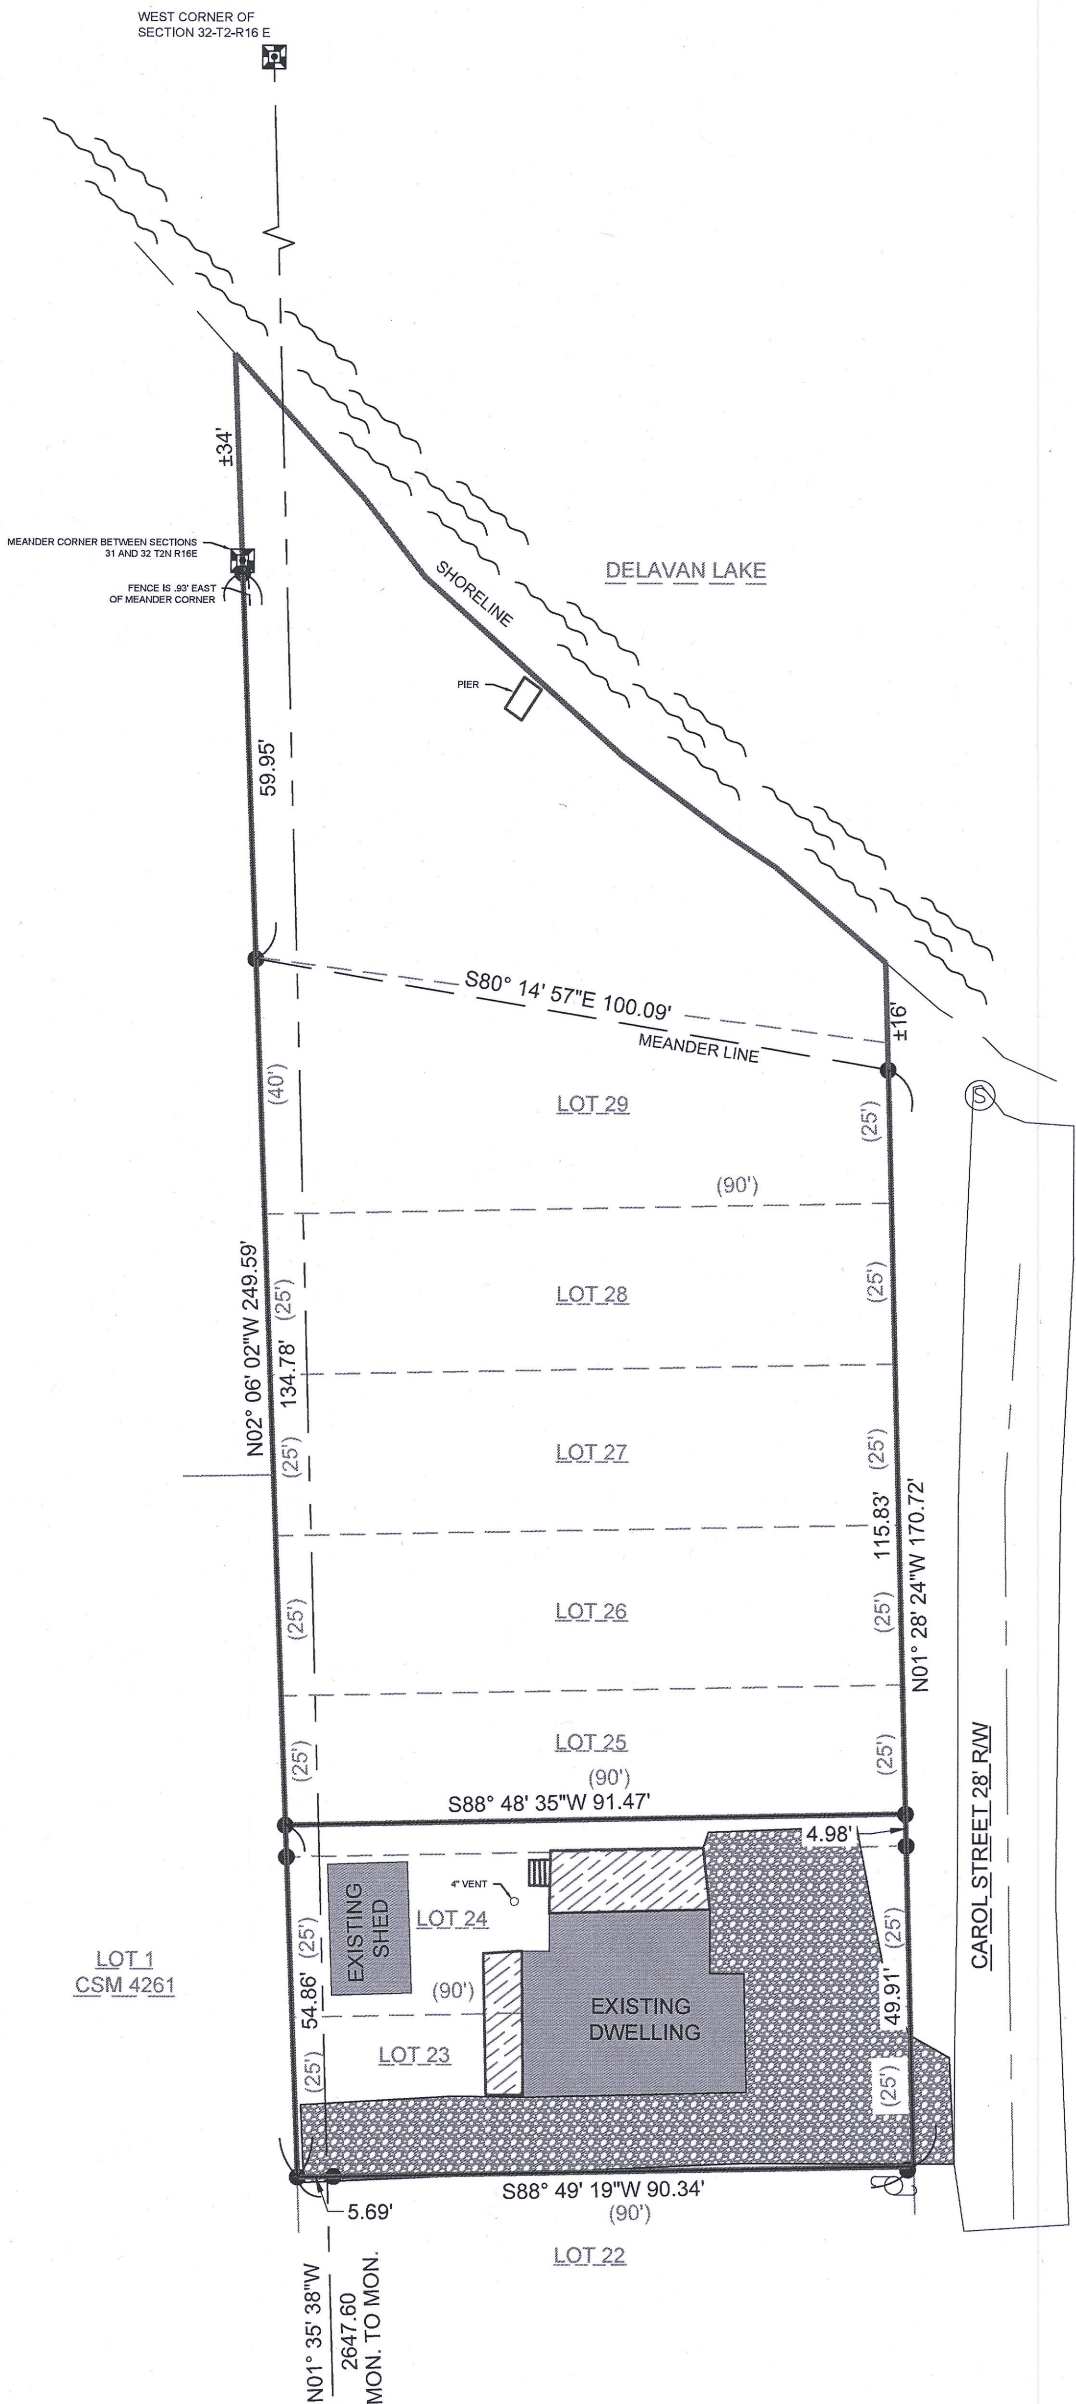 WEST CORNER OF
SECTION 32-T2-R16 E
±34'
MEANDER CORNER BETWEEN SECTIONS
31 AND 32 T2N R16E
FENCE IS .93' EAST
OF MEANDER CORNER
SHORELINE
DELAVAN LAKE
PIER
59.95'
S80° 14' 57"E 100.09'
MEANDER LINE
±16'
(40')
LOT 29
(25')
S
(90')
N02° 06' 02"W 249.59'
(25')
134.78'
LOT 28
(25')
(25')
LOT 27
(25')
115.83'
N01° 28' 24"W 170.72'
(25')
LOT 26
(25')
(25')
LOT 25
(25')
(90')
S88° 48' 35"W 91.47'
CAROL STREET 28' R/W
4.98'
4" VENT
EXISTING
SHED
LOT 24
(25')
(25')
LOT 1
CSM 4261
54.86'
(90')
EXISTING
DWELLING
49.91'
LOT 23
(25')
(25')
S88° 49' 19"W 90.34'
(90')
5.69'
LOT 22
N01° 35' 38"W
2647.60
MON. TO MON.